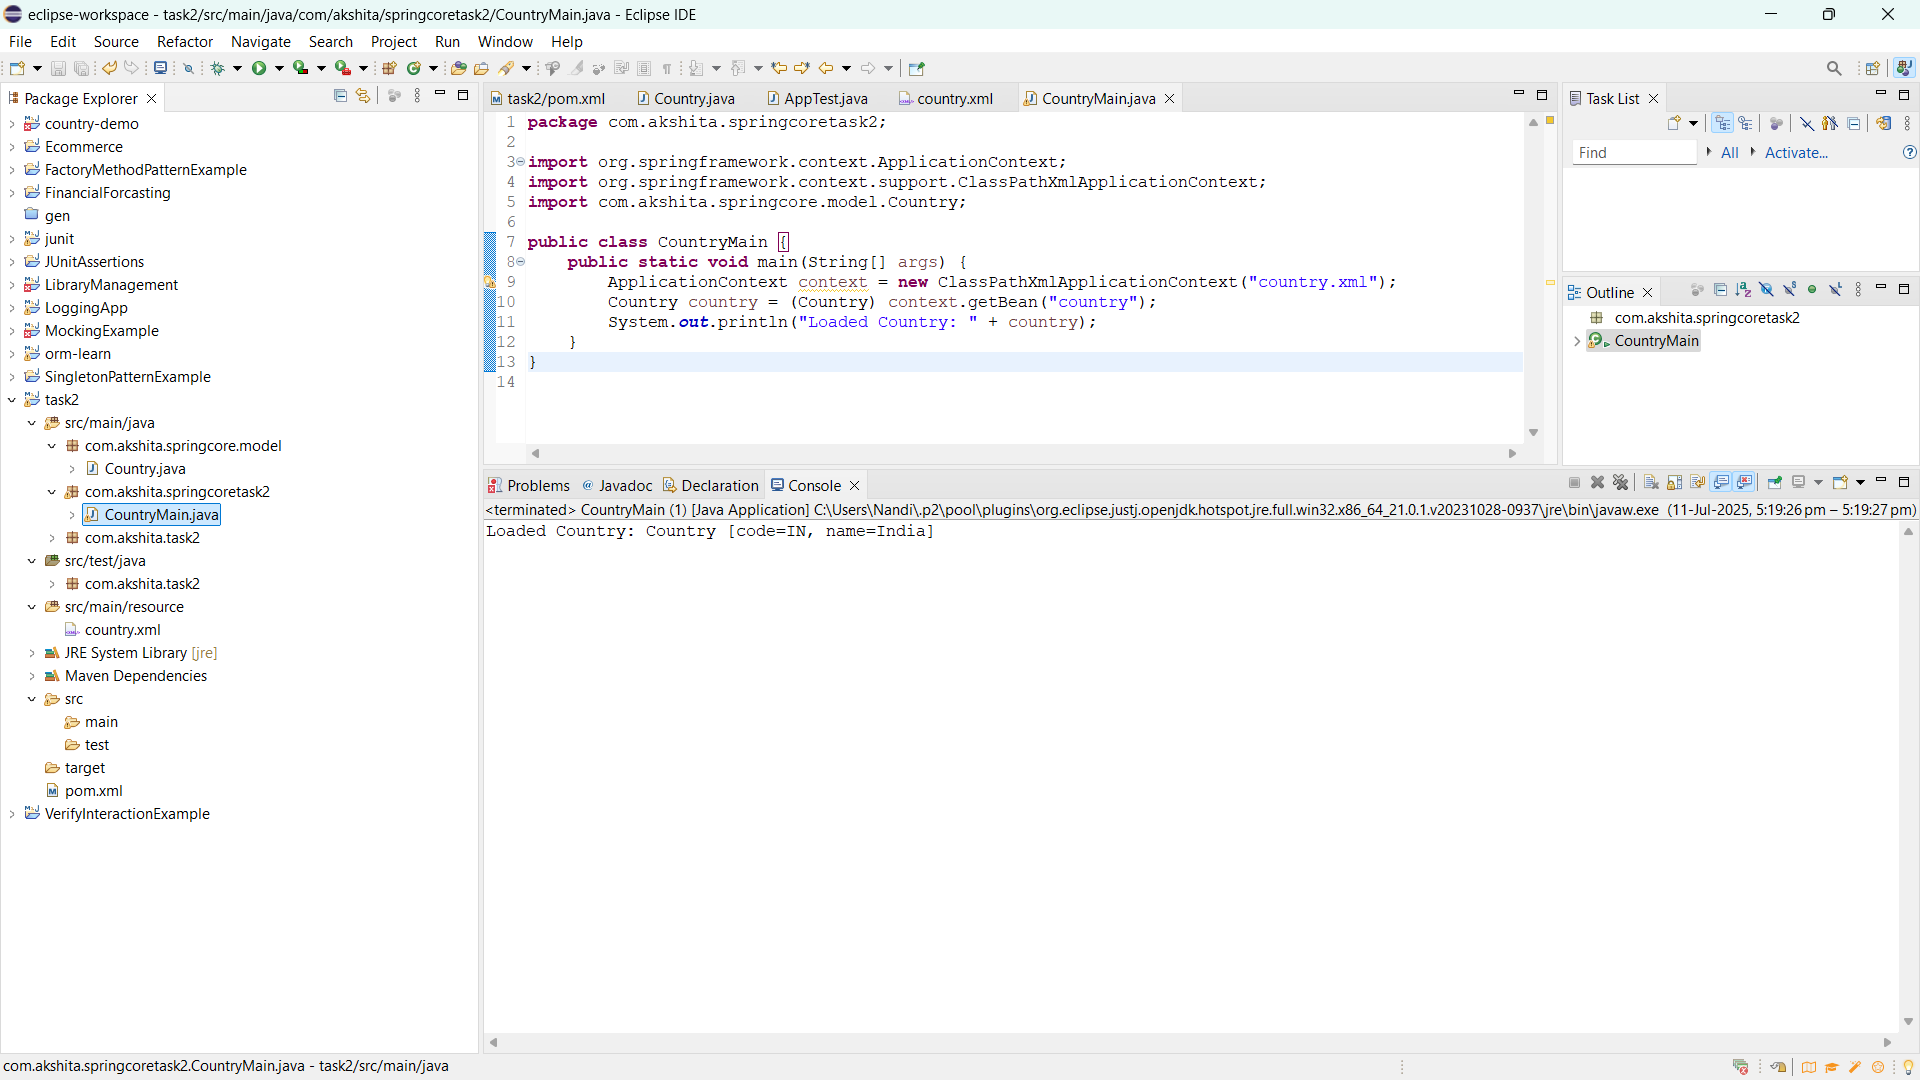 eclipse-workspace - task2/src/main/java/com/akshita/springcoretask2/CountryMain.java - Eclipse IDE
File Edit Source Refactor Navigate Search Project Run Window Help
Package Explorer
country-demo
Ecommerce
FactoryMethodPatternExample
FinancialForcasting
gen
junit
JUnitAssertions
LibraryManagement
LoggingApp
MockingExample
orm-learn
SingletonPatternExample
task2
src/main/java
com.akshita.springcore.model
Country.java
com.akshita.springcoretask2
CountryMain.java
com.akshita.task2
src/test/java
com.akshita.task2
src/main/resource
country.xml
JRE System Library [jre]
Maven Dependencies
src
main
test
target
pom.xml
VerifyInteractionExample
task2/pom.xml Country.java AppTest.java country.xml CountryMain.java
1 package com.akshita.springcoretask2;
2
3 import org.springframework.context.ApplicationContext;
4 import org.springframework.context.support.ClassPathXmlApplicationContext;
5 import com.akshita.springcore.model.Country;
6
7 public class CountryMain {
8 public static void main(String[] args) {
9 ApplicationContext context = new ClassPathXmlApplicationContext("country.xml");
10 Country country = (Country) context.getBean("country");
11 System.out.println("Loaded Country: " + country);
12 }
13 }
14
Problems Javadoc Declaration Console
<terminated> CountryMain (1) [Java Application] C:\Users\Nandi\.p2\pool\plugins\org.eclipse.justj.openjdk.hotspot.jre.full.win32.x86_64_21.0.1.v20231028-0937\jre\bin\javaw.exe (11-Jul-2025, 5:19:26 pm – 5:19:27 pm)
Loaded Country: Country [code=IN, name=India]
Task List
Find All Activate...
Outline
com.akshita.springcoretask2
CountryMain
com.akshita.springcoretask2.CountryMain.java - task2/src/main/java